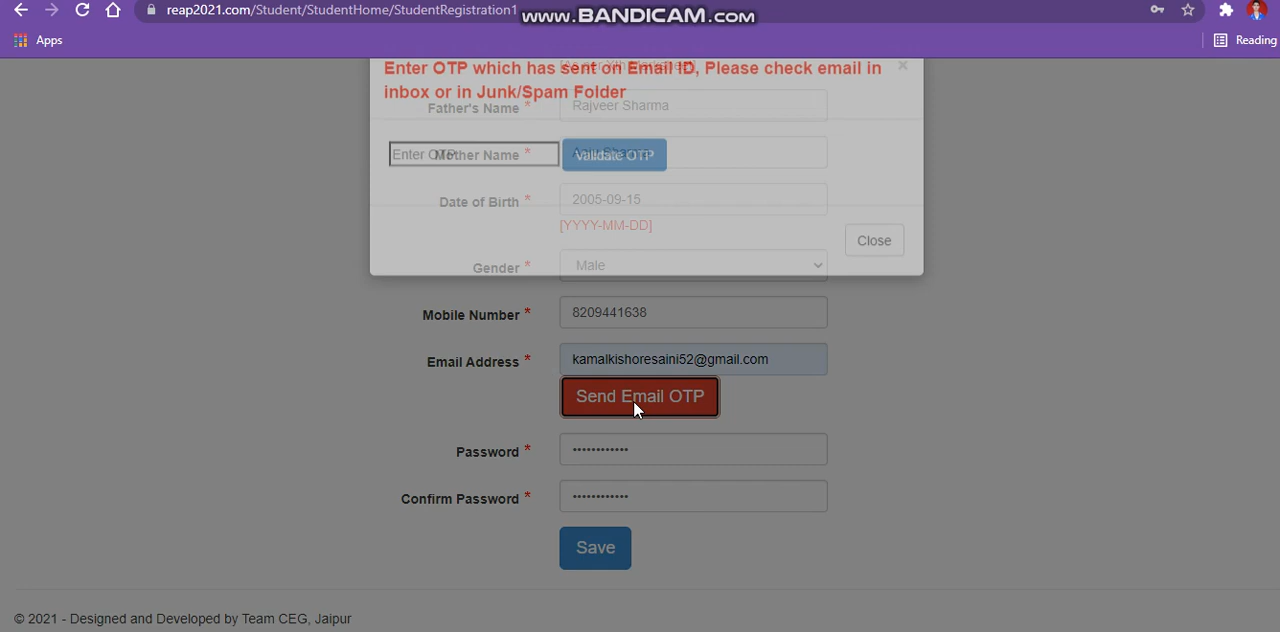 reap2021.com/Student/StudentHome/StudentRegistration1
www.BANDICAM.com
Apps
Reading
Enter OTP which has sent on Email ID, Please check email in
inbox or in Junk/Spam Folder
Father's Name *
Rajveer Sharma
Enter OTP
Mother Name *
Validate OTP
Date of Birth *
2005-09-15
[YYYY-MM-DD]
Close
Gender *
Male
Mobile Number *
8209441638
Email Address *
kamalkishoresaini52@gmail.com
Send Email OTP
Password *
••••••••••••
Confirm Password *
••••••••••••
Save
© 2021 - Designed and Developed by Team CEG, Jaipur